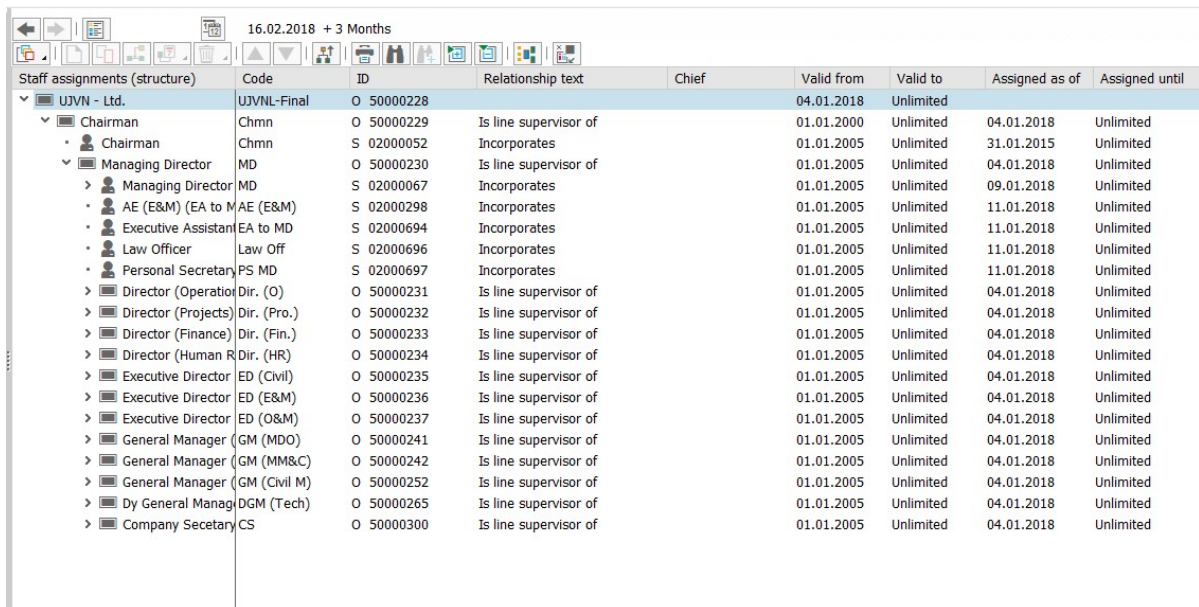 16.02.2018 + 3 Months
Staff assignments (structure) Code ID Relationship text Chief Valid from Valid to Assigned as of Assigned until
UJVN - Ltd. UJVNL-Final O 50000228 04.01.2018 Unlimited
Chairman Chmn O 50000229 Is line supervisor of 01.01.2000 Unlimited 04.01.2018 Unlimited
Chairman Chmn S 02000052 Incorporates 01.01.2005 Unlimited 31.01.2015 Unlimited
Managing Director MD O 50000230 Is line supervisor of 01.01.2005 Unlimited 04.01.2018 Unlimited
Managing Director MD S 02000067 Incorporates 01.01.2005 Unlimited 09.01.2018 Unlimited
AE (E&M) (EA to M AE (E&M) S 02000298 Incorporates 01.01.2005 Unlimited 11.01.2018 Unlimited
Executive Assistant EA to MD S 02000694 Incorporates 01.01.2005 Unlimited 11.01.2018 Unlimited
Law Officer Law Off S 02000696 Incorporates 01.01.2005 Unlimited 11.01.2018 Unlimited
Personal Secretary PS MD S 02000697 Incorporates 01.01.2005 Unlimited 11.01.2018 Unlimited
Director (Operation Dir. (O) O 50000231 Is line supervisor of 01.01.2005 Unlimited 04.01.2018 Unlimited
Director (Projects) Dir. (Pro.) O 50000232 Is line supervisor of 01.01.2005 Unlimited 04.01.2018 Unlimited
Director (Finance) Dir. (Fin.) O 50000233 Is line supervisor of 01.01.2005 Unlimited 04.01.2018 Unlimited
Director (Human R Dir. (HR) O 50000234 Is line supervisor of 01.01.2005 Unlimited 04.01.2018 Unlimited
Executive Director ED (Civil) O 50000235 Is line supervisor of 01.01.2005 Unlimited 04.01.2018 Unlimited
Executive Director ED (E&M) O 50000236 Is line supervisor of 01.01.2005 Unlimited 04.01.2018 Unlimited
Executive Director ED (O&M) O 50000237 Is line supervisor of 01.01.2005 Unlimited 04.01.2018 Unlimited
General Manager ( GM (MDO) O 50000241 Is line supervisor of 01.01.2005 Unlimited 04.01.2018 Unlimited
General Manager ( GM (MM&C) O 50000242 Is line supervisor of 01.01.2005 Unlimited 04.01.2018 Unlimited
General Manager ( GM (Civil M) O 50000252 Is line supervisor of 01.01.2005 Unlimited 04.01.2018 Unlimited
Dy General Manag DGM (Tech) O 50000265 Is line supervisor of 01.01.2005 Unlimited 04.01.2018 Unlimited
Company Secetary CS O 50000300 Is line supervisor of 01.01.2005 Unlimited 04.01.2018 Unlimited